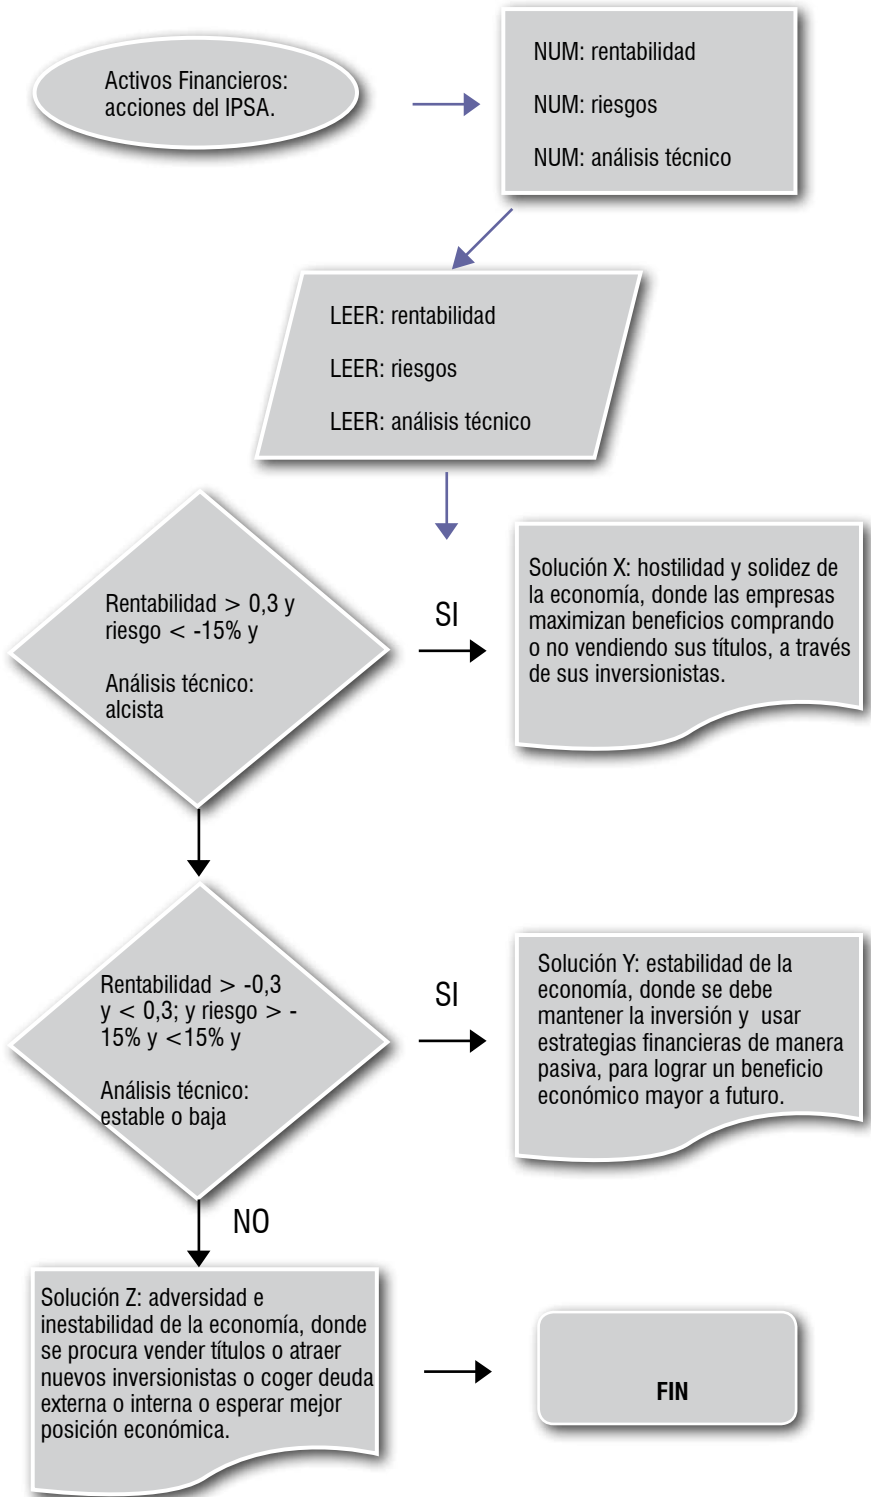 Activos Financieros:
acciones del IPSA.
NUM: rentabilidad
NUM: riesgos
NUM: análisis técnico
LEER: rentabilidad
LEER: riesgos
LEER: análisis técnico
Rentabilidad > 0,3 y
riesgo < -15% y
Análisis técnico:
alcista
SI
Solución X: hostilidad y solidez de
la economía, donde las empresas
maximizan beneficios comprando
o no vendiendo sus títulos, a través
de sus inversionistas.
Rentabilidad > -0,3
y < 0,3; y riesgo > -
15% y <15% y
Análisis técnico:
estable o baja
SI
Solución Y: estabilidad de la
economía, donde se debe
mantener la inversión y usar
estrategias financieras de manera
pasiva, para lograr un beneficio
económico mayor a futuro.
NO
Solución Z: adversidad e
inestabilidad de la economía, donde
se procura vender títulos o atraer
nuevos inversionistas o coger deuda
externa o interna o esperar mejor
posición económica.
FIN